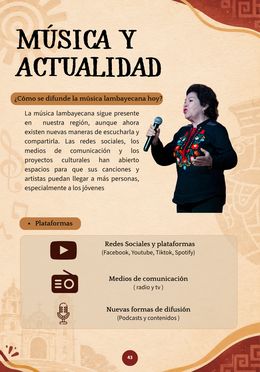 MÚSICA Y
ACTUALIDAD
¿Cómo se difunde la música lambayecana hoy?
La música lambayecana sigue presente
en nuestra región, aunque ahora
existen nuevas maneras de escucharla y
compartirla. Las redes sociales, los
medios de comunicación y los
proyectos culturales han abierto
espacios para que sus canciones y
artistas puedan llegar a más personas,
especialmente a los jóvenes
• Plataformas
Redes Sociales y plataformas
(Facebook, Youtube, Tiktok, Spotify)
Medios de comunicación
( radio y tv )
Nuevas formas de difusión
(Podcasts y contenidos )
43